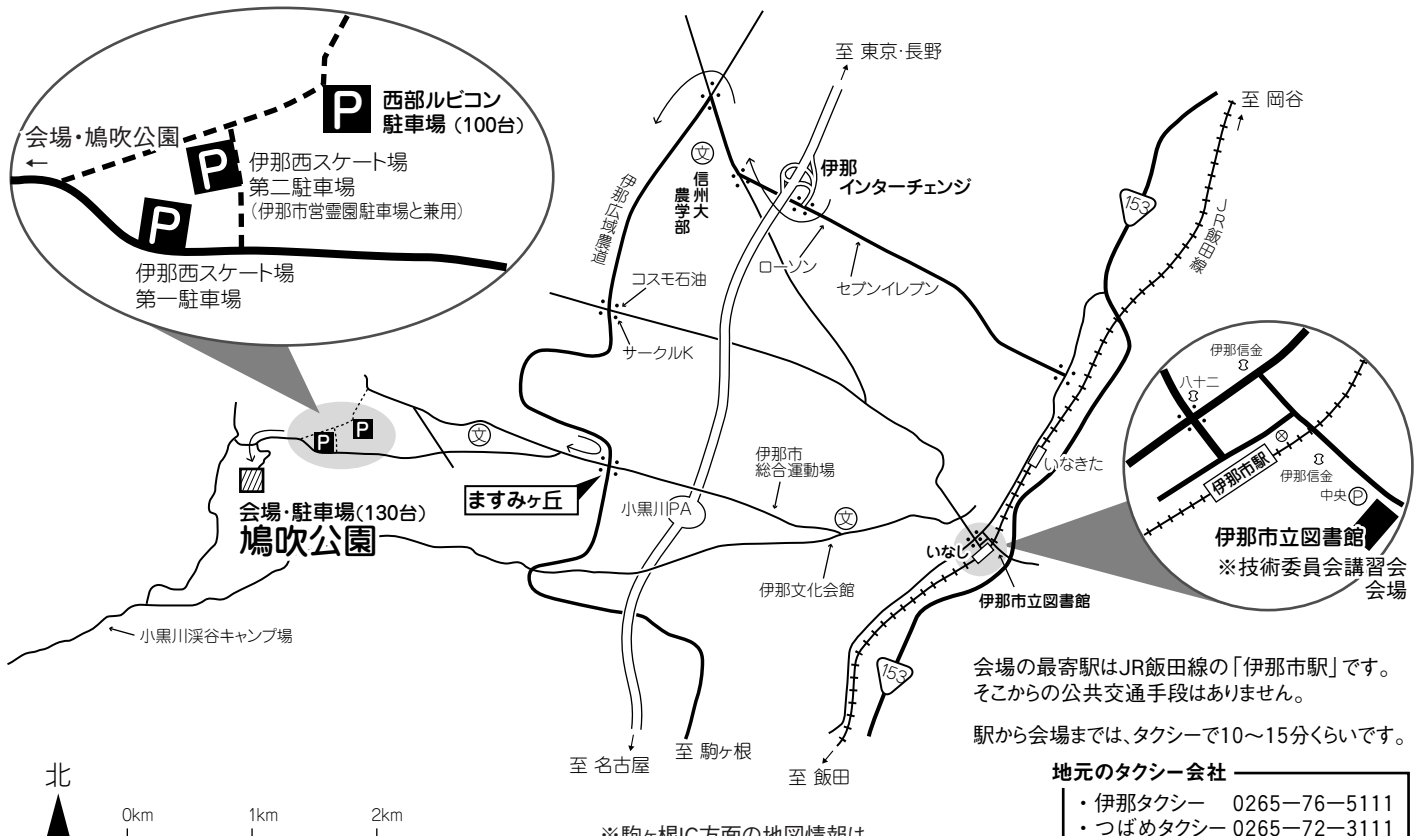 会場・鳩吹公園
←
P
西部ルビコン
駐車場（100台）
P
伊那西スケート場
第二駐車場
（伊那市営霊園駐車場と兼用）
P
伊那西スケート場
第一駐車場
至 東京・長野
至 岡谷
文
信州大
農学部
伊那広域農道
伊那
インターチェンジ
153
JR飯田線
ローソン
セブンイレブン
コスモ石油
サークルK
伊那信金
八十二
伊那市駅
伊那信金
中央
P
伊那市立図書館
※技術委員会講習会
会場
P
P
文
いなきた
伊那市
総合運動場
ますみヶ丘
小黒川PA
文
会場・駐車場(130台)
鳩吹公園
いなし
伊那文化会館
伊那市立図書館
小黒川渓谷キャンプ場
153
会場の最寄駅はJR飯田線の「伊那市駅」です。
そこからの公共交通手段はありません。
駅から会場までは、タクシーで10〜15分くらいです。
至 名古屋
至 駒ヶ根
至 飯田
地元のタクシー会社
・伊那タクシー 0265−76−5111
・つばめタクシー 0265−72−3111
北
0km
1km
2km
※駒ヶ根IC方面の地図情報は